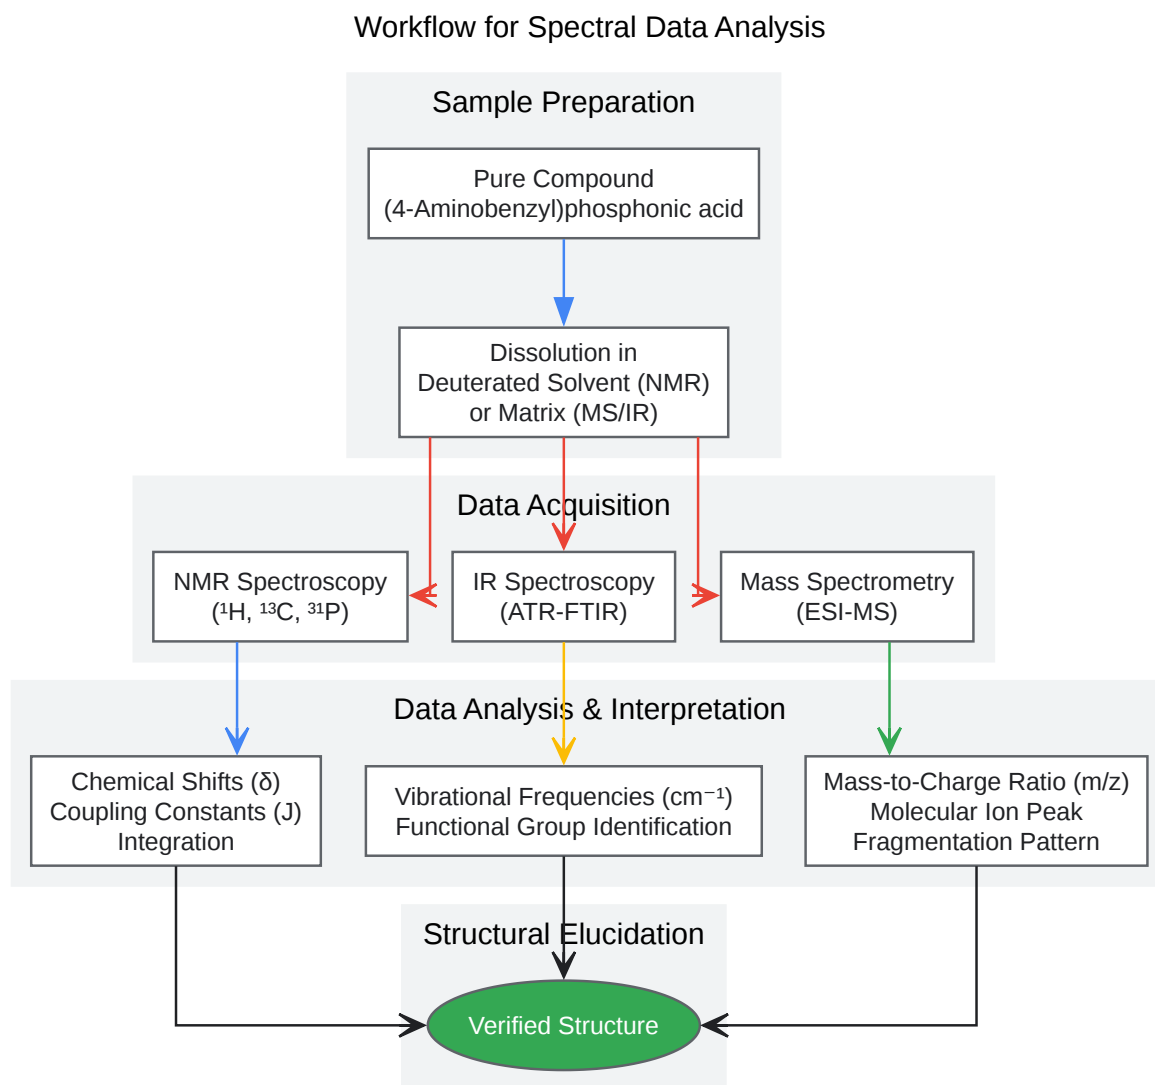 Workflow for Spectral Data Analysis
Sample Preparation
Pure Compound
(4-Aminobenzyl)phosphonic acid
Dissolution in
Deuterated Solvent (NMR)
or Matrix (MS/IR)
Data Acquisition
NMR Spectroscopy
(¹H, ¹³C, ³¹P)
IR Spectroscopy
(ATR-FTIR)
Mass Spectrometry
(ESI-MS)
Data Analysis & Interpretation
Chemical Shifts (δ)
Coupling Constants (J)
Integration
Vibrational Frequencies (cm⁻¹)
Functional Group Identification
Mass-to-Charge Ratio (m/z)
Molecular Ion Peak
Fragmentation Pattern
Structural Elucidation
Verified Structure